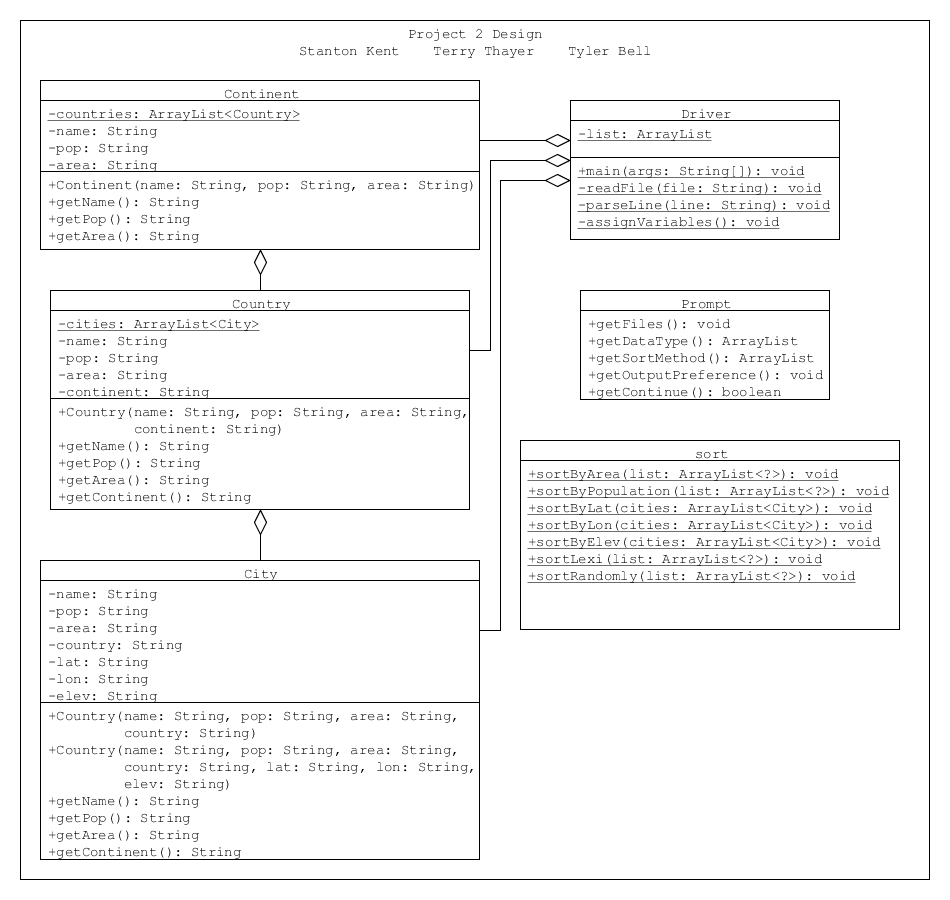 Project 2 Design
Stanton Kent    Terry Thayer    Tyler Bell
Continent
-countries: ArrayList<Country>
-name: String
-pop: String
-area: String
+Continent(name: String, pop: String, area: String)
+getName(): String
+getPop(): String
+getArea(): String
Driver
-list: ArrayList
+main(args: String[]): void
-readFile(file: String): void
-parseLine(line: String): void
-assignVariables(): void
Country
-cities: ArrayList<City>
-name: String
-pop: String
-area: String
-continent: String
+Country(name: String, pop: String, area: String,
continent: String)
+getName(): String
+getPop(): String
+getArea(): String
+getContinent(): String
Prompt
+getFiles(): void
+getDataType(): ArrayList
+getSortMethod(): ArrayList
+getOutputPreference(): void
+getContinue(): boolean
sort
+sortByArea(list: ArrayList<?>): void
+sortByPopulation(list: ArrayList<?>): void
+sortByLat(cities: ArrayList<City>): void
+sortByLon(cities: ArrayList<City>): void
+sortByElev(cities: ArrayList<City>): void
+sortLexi(list: ArrayList<?>): void
+sortRandomly(list: ArrayList<?>): void
City
-name: String
-pop: String
-area: String
-country: String
-lat: String
-lon: String
-elev: String
+Country(name: String, pop: String, area: String,
country: String)
+Country(name: String, pop: String, area: String,
country: String, lat: String, lon: String,
elev: String)
+getName(): String
+getPop(): String
+getArea(): String
+getContinent(): String